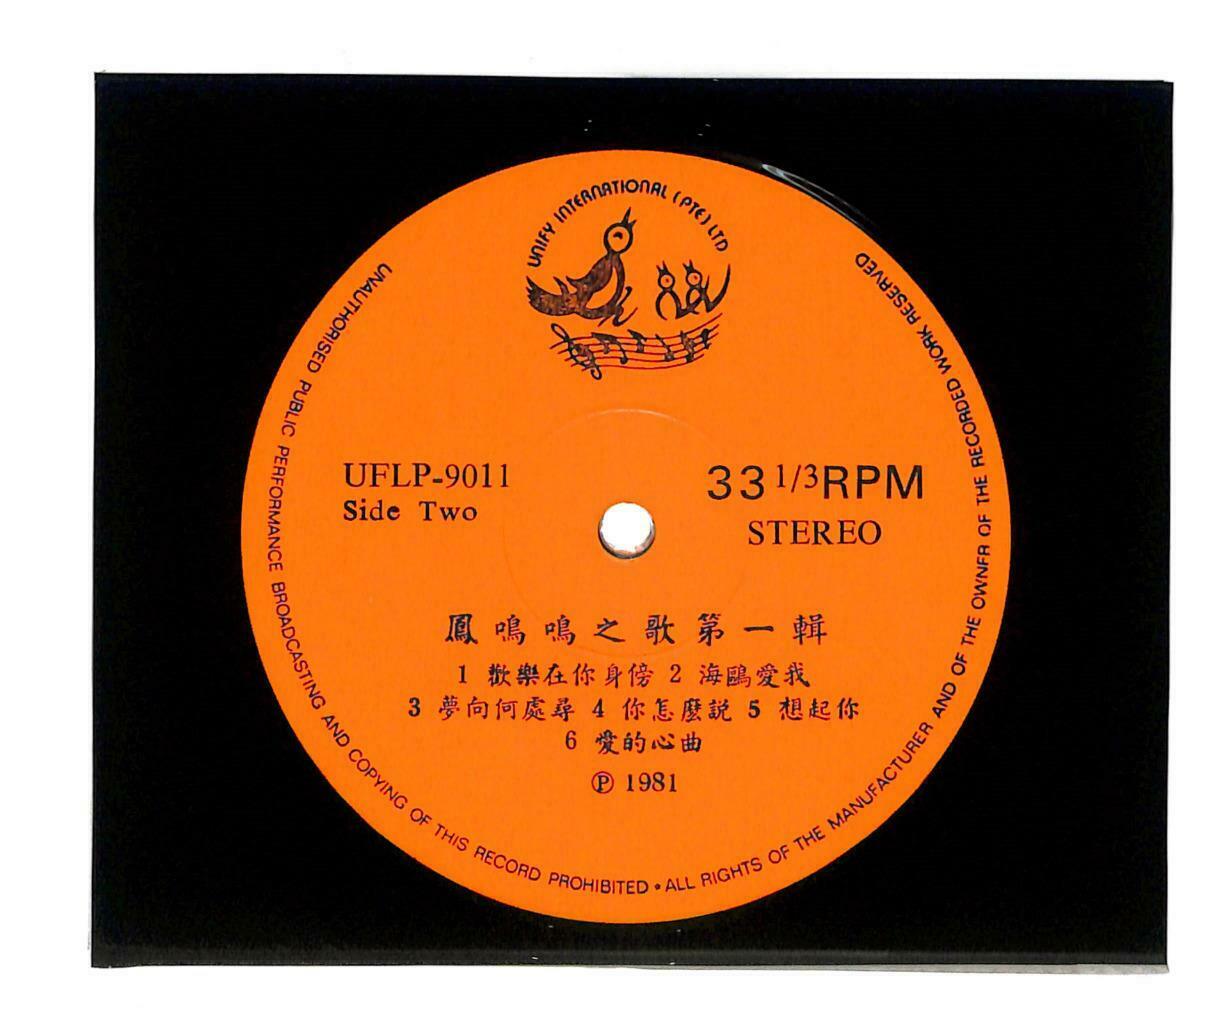 UNIFY INTERNATIONAL (PTE) LTD
UFLP-9011
Side Two
33 1/3 RPM
STEREO
鳳鳴鳴之歌第一輯
1 歡樂在你身傍 2 海鷗愛我
3 夢向何處尋 4 你怎麼説 5 想起你
6 愛的心曲
Ⓟ 1981
UNAUTHORISED PUBLIC PERFORMANCE BROADCASTING AND COPYING OF THIS RECORD PROHIBITED • ALL RIGHTS OF THE MANUFACTURER AND OF THE OWNER OF THE RECORDED WORK RESERVED